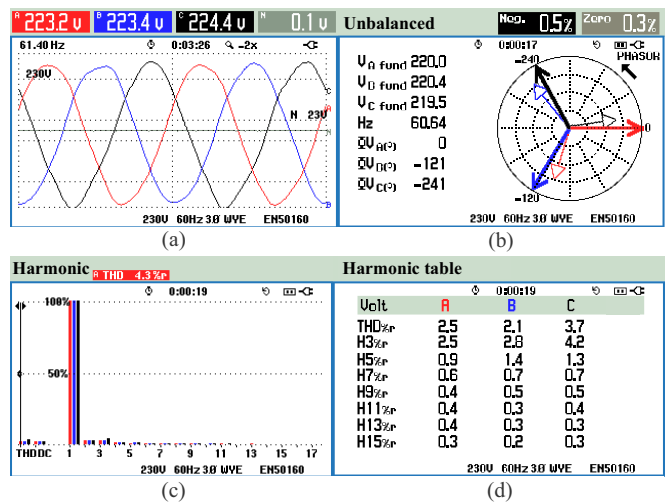 A 223.2 V B 223.4 V C 224.4 V N 0.1 V
61.40 Hz 0:03:26 -2x
230V
C
A
N 230V
N
B
230V 60Hz 3Ø WYE EN50160
(a)
Unbalanced Neg. 0.5% Zero 0.3%
0:00:17
PHASOR
V A fund 220.0
V B fund 220.4
V C fund 219.5
Hz 60.64
ΦV A(°) 0
ΦV B(°) -121
ΦV C(°) -241
-240
0
-120
230V 60Hz 3Ø WYE EN50160
(b)
Harmonic A THD 4.3%r
0:00:19
100%
50%
THDDC 1 3 5 7 9 11 13 15 17
230V 60Hz 3Ø WYE EN50160
(c)
Harmonic table
0:00:19
Volt A B C
THD%r 2.5 2.1 3.7
H3%r 2.5 2.8 4.2
H5%r 0.9 1.4 1.3
H7%r 0.6 0.7 0.7
H9%r 0.4 0.5 0.5
H11%r 0.4 0.3 0.4
H13%r 0.4 0.3 0.3
H15%r 0.3 0.2 0.3
230V 60Hz 3Ø WYE EN50160
(d)